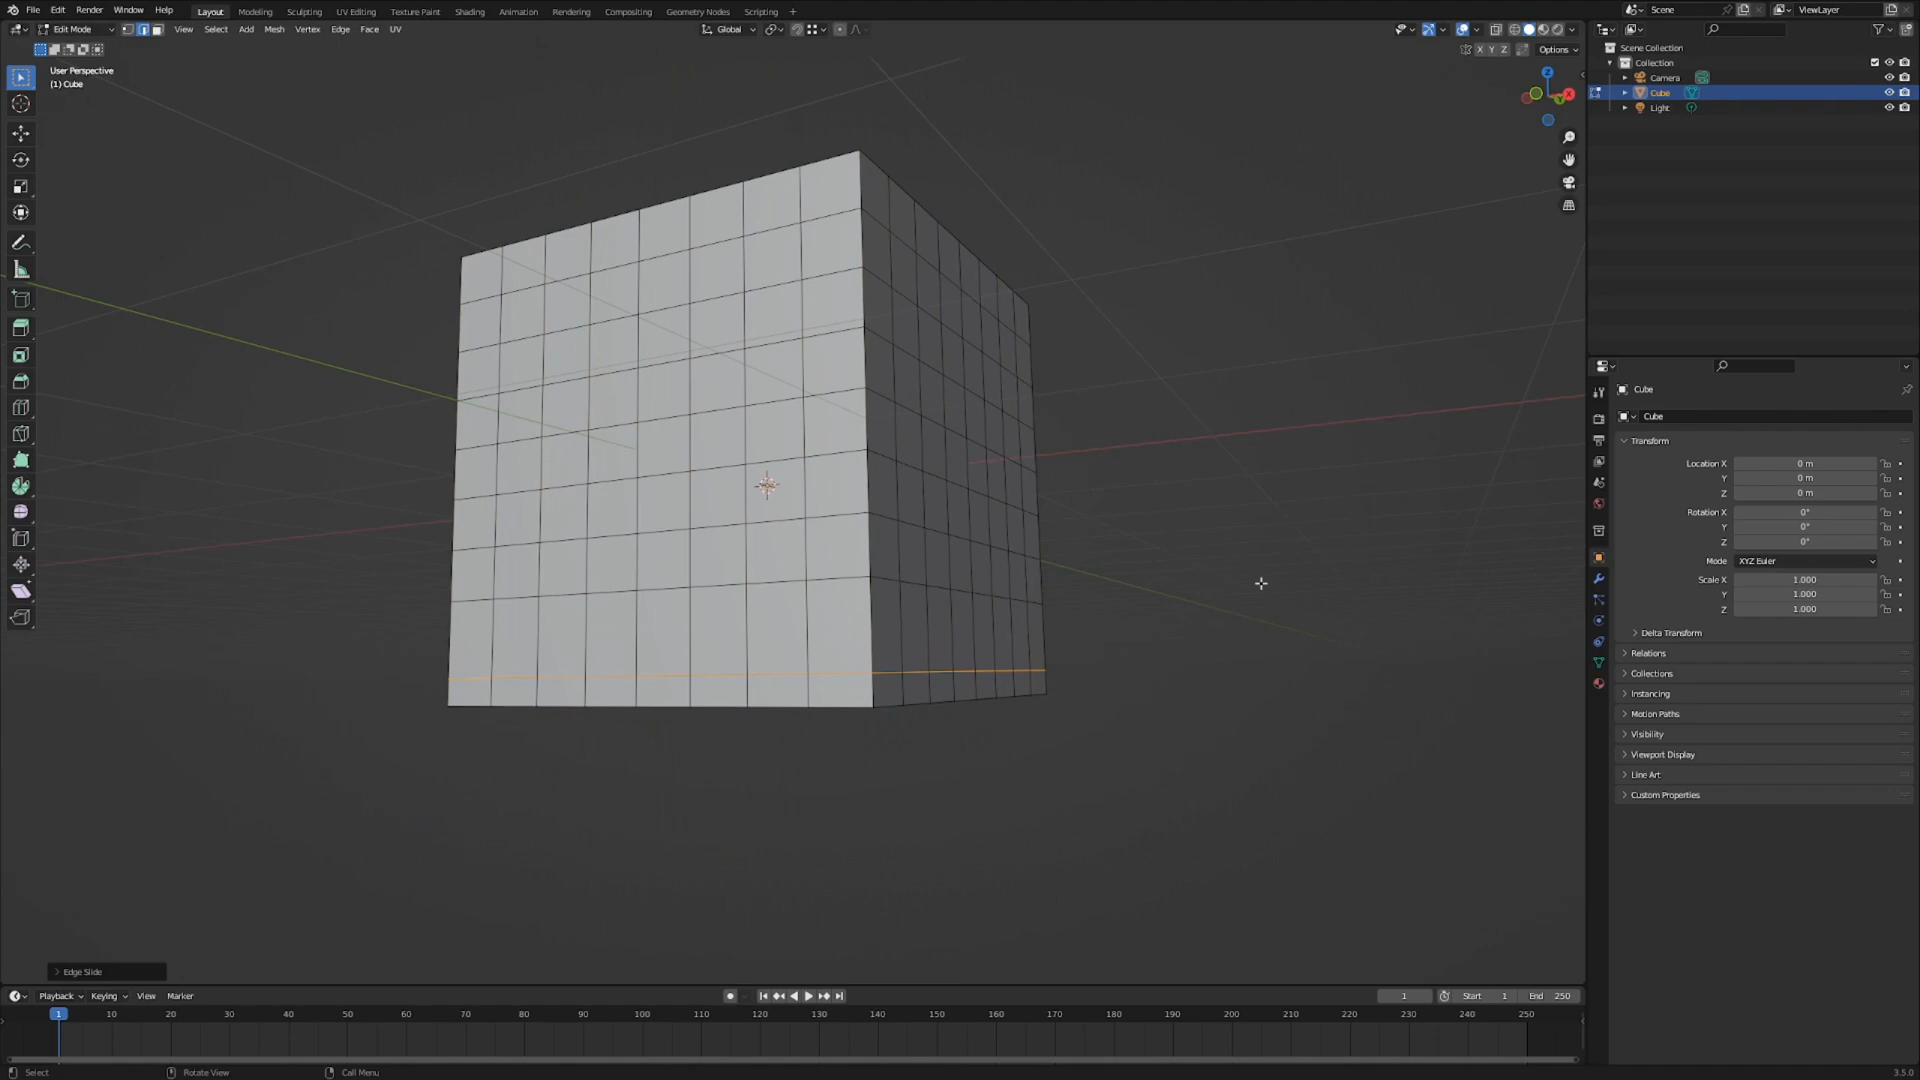 File Edit Render Window Help Layout Modeling Sculpting UV Editing Texture Paint Shading Animation Rendering Compositing Geometry Nodes Scripting + Scene ViewLayer
Edit Mode View Select Add Mesh Vertex Edge Face UV Global
X Y Z Options
User Perspective
(1) Cube
Z
X
Y
Scene Collection
Collection
Camera
Cube
Light
Cube
Cube
Transform
Location X 0 m
Y 0 m
Z 0 m
Rotation X 0°
Y 0°
Z 0°
Mode XYZ Euler
Scale X 1.000
Y 1.000
Z 1.000
Delta Transform
Relations
Collections
Instancing
Motion Paths
Visibility
Viewport Display
Line Art
Custom Properties
Edge Slide
Playback Keying View Marker 1 Start 1 End 250
1 10 20 30 40 50 60 70 80 90 100 110 120 130 140 150 160 170 180 190 200 210 220 230 240 250
Select Rotate View Call Menu 3.5.0